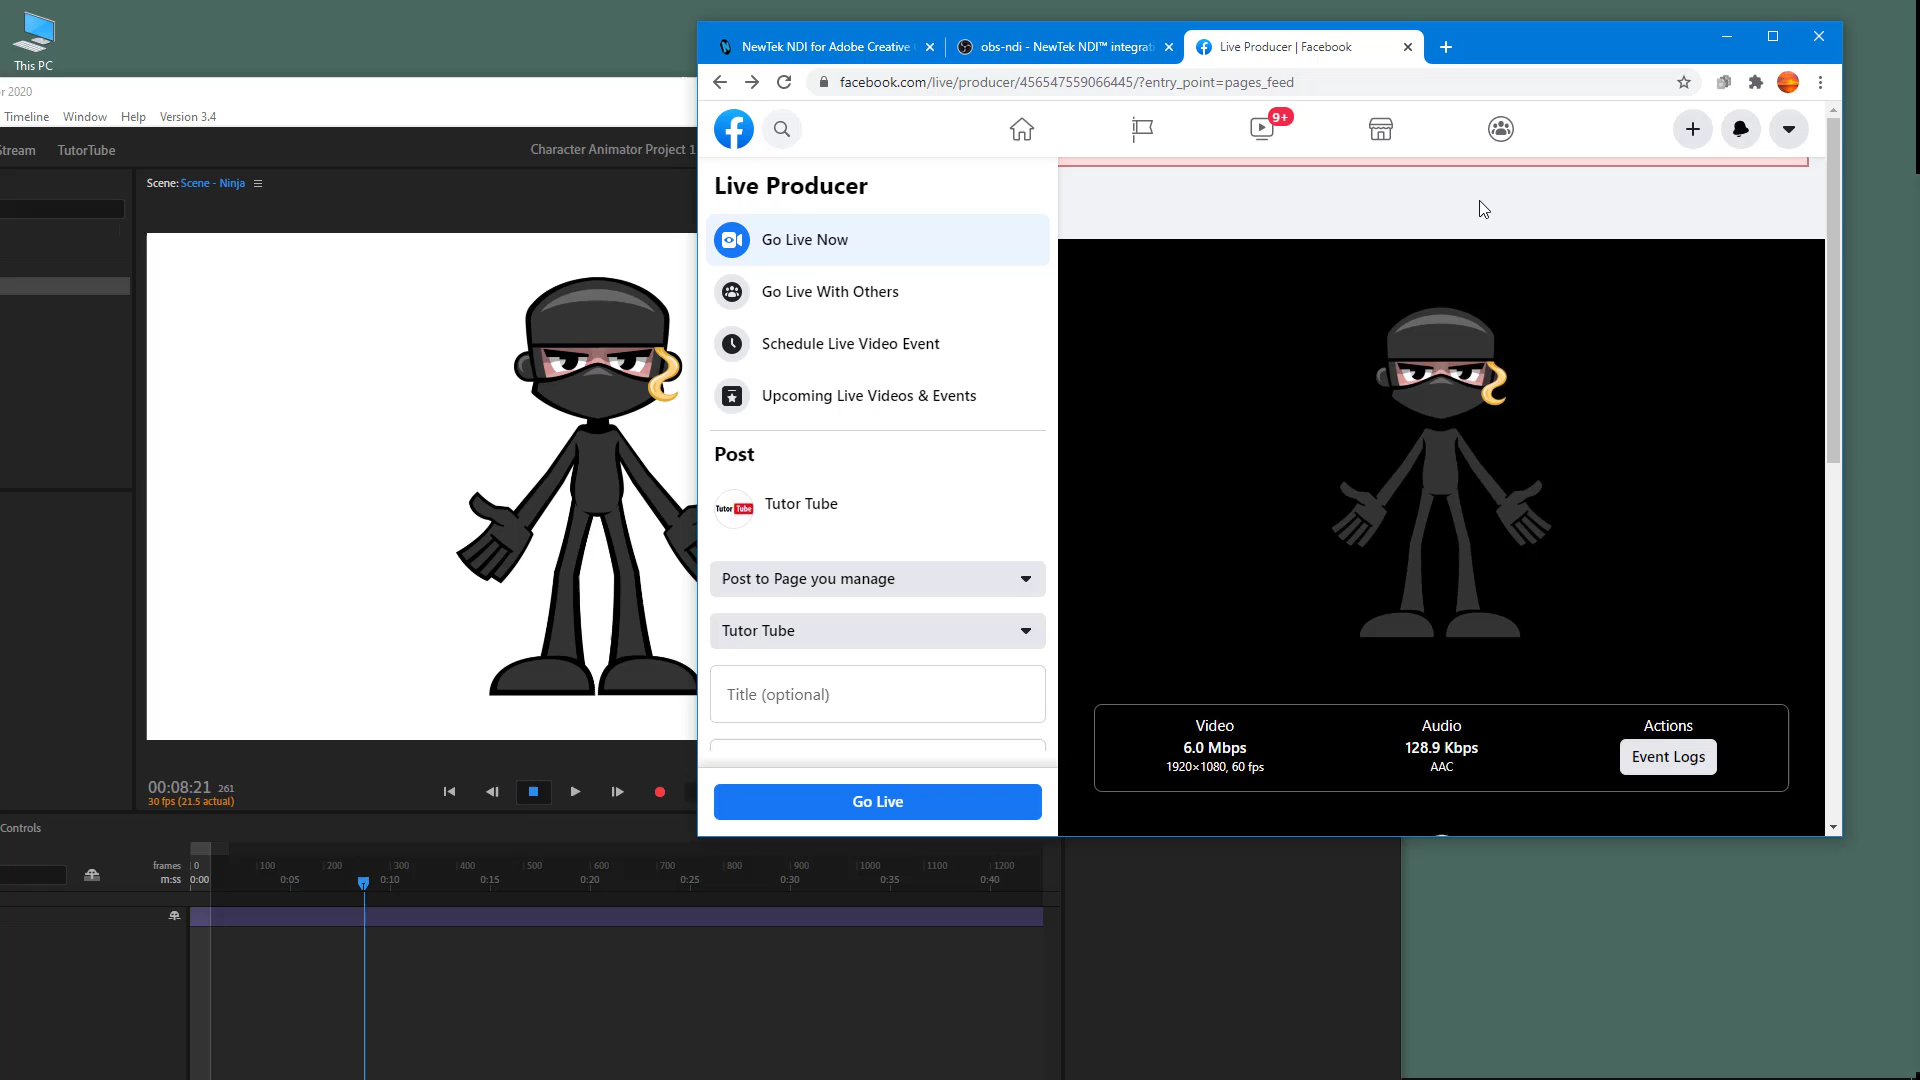 This PC
r 2020
Timeline Window Help Version 3.4
Stream TutorTube Character Animator Project 1
Scene: Scene - Ninja
00:08:21 261
30 fps (21.5 actual)
Controls
frames 0 100 200 300 400 500 600 700 800 900 1000 1100 1200
m:ss 0:00 0:05 0:10 0:15 0:20 0:25 0:30 0:35 0:40
NewTek NDI for Adobe Creative
obs-ndi - NewTek NDI™ integrat
Live Producer | Facebook
facebook.com/live/producer/456547559066445/?entry_point=pages_feed
9+
Live Producer
Go Live Now
Go Live With Others
Schedule Live Video Event
Upcoming Live Videos & Events
Post
Tutor Tube
Tutor Tube
Post to Page you manage
Tutor Tube
Title (optional)
Go Live
Video Audio Actions
6.0 Mbps 128.9 Kbps Event Logs
1920×1080, 60 fps AAC